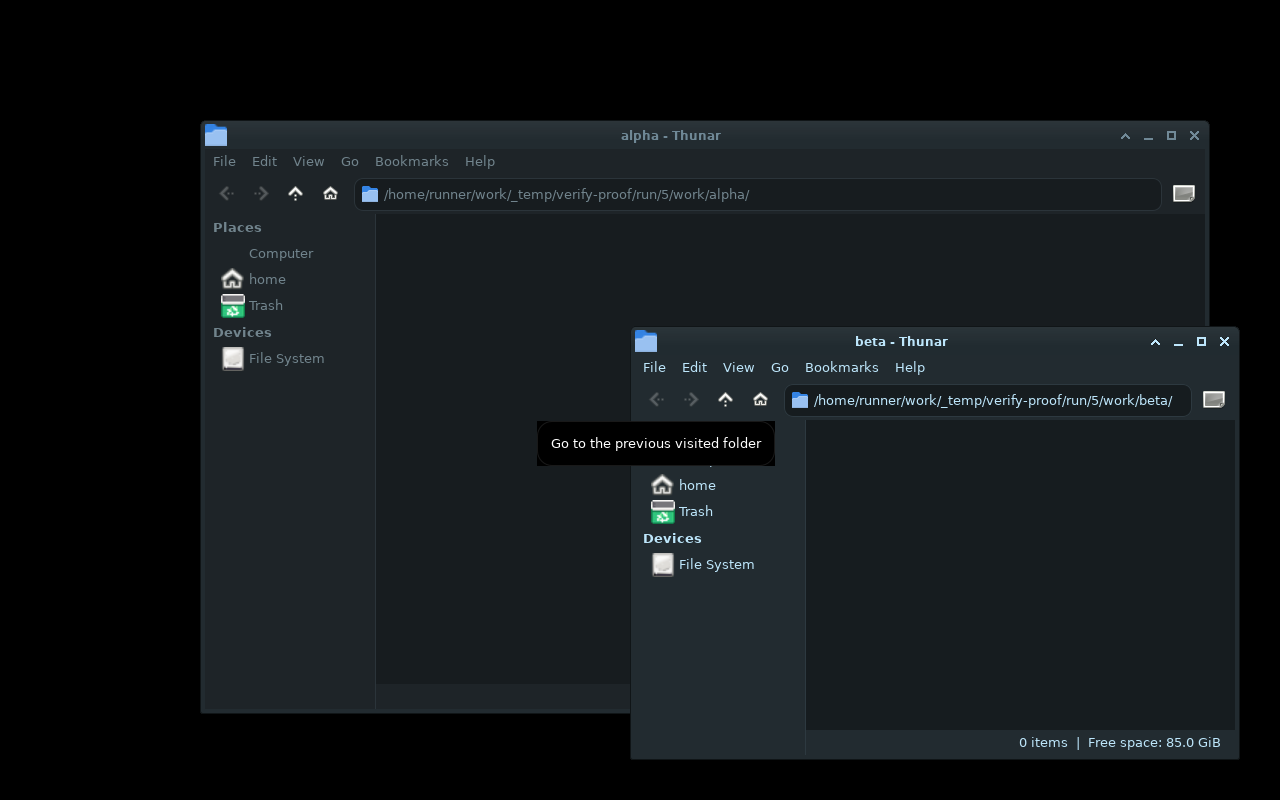 alpha - Thunar
File Edit View Go Bookmarks Help
/home/runner/work/_temp/verify-proof/run/5/work/alpha/
Places
Computer
home
Trash
Devices
File System
beta - Thunar
File Edit View Go Bookmarks Help
/home/runner/work/_temp/verify-proof/run/5/work/beta/
Go to the previous visited folder
home
Trash
Devices
File System
0 items | Free space: 85.0 GiB